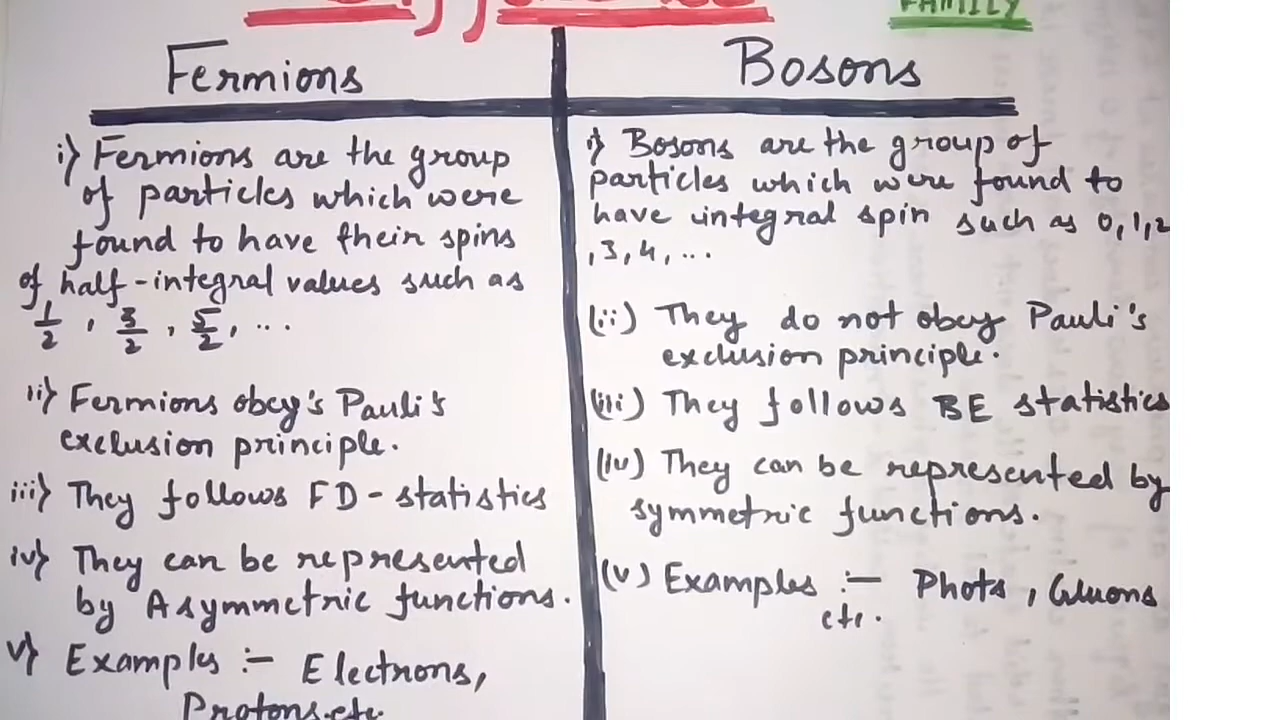 FAMILY
Fermions
i) Fermions are the group
of particles which were
found to have their spins
of half-integral values such as
1/2, 3/2, 5/2, ...
ii) Fermions obey's Pauli's
exclusion principle.
iii) They follows FD-statistics
iv) They can be represented
by Asymmetric functions.
v) Examples :- Electrons,
Protons.etc
Bosons
i) Bosons are the group of
particles which were found to
have integral spin such as 0,1,2
,3,4,...
(ii) They do not obey Pauli's
exclusion principle.
(iii) They follows BE statistics
(iv) They can be represented by
symmetric functions.
(v) Examples :- Phots, Gluons
etc.